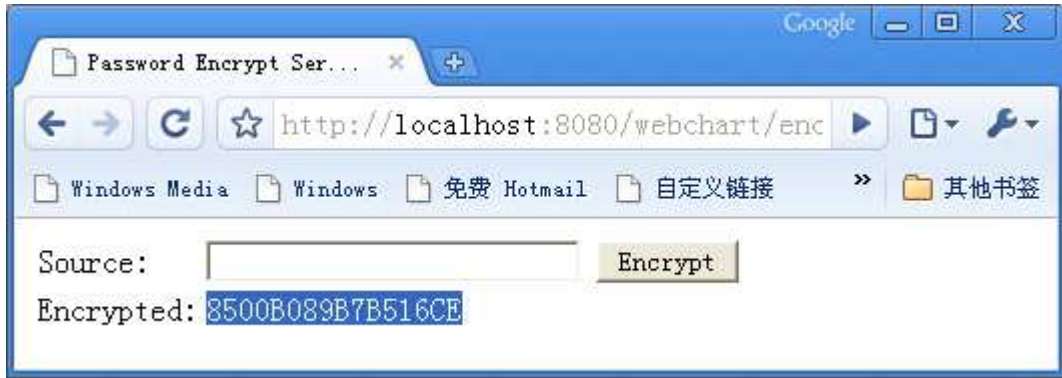 Google
Password Encrypt Ser...
http://localhost:8080/webchart/enc
Windows Media Windows 免费 Hotmail 自定义链接 » 其他书签
Source: Encrypt
Encrypted: 8500B089B7B516CE